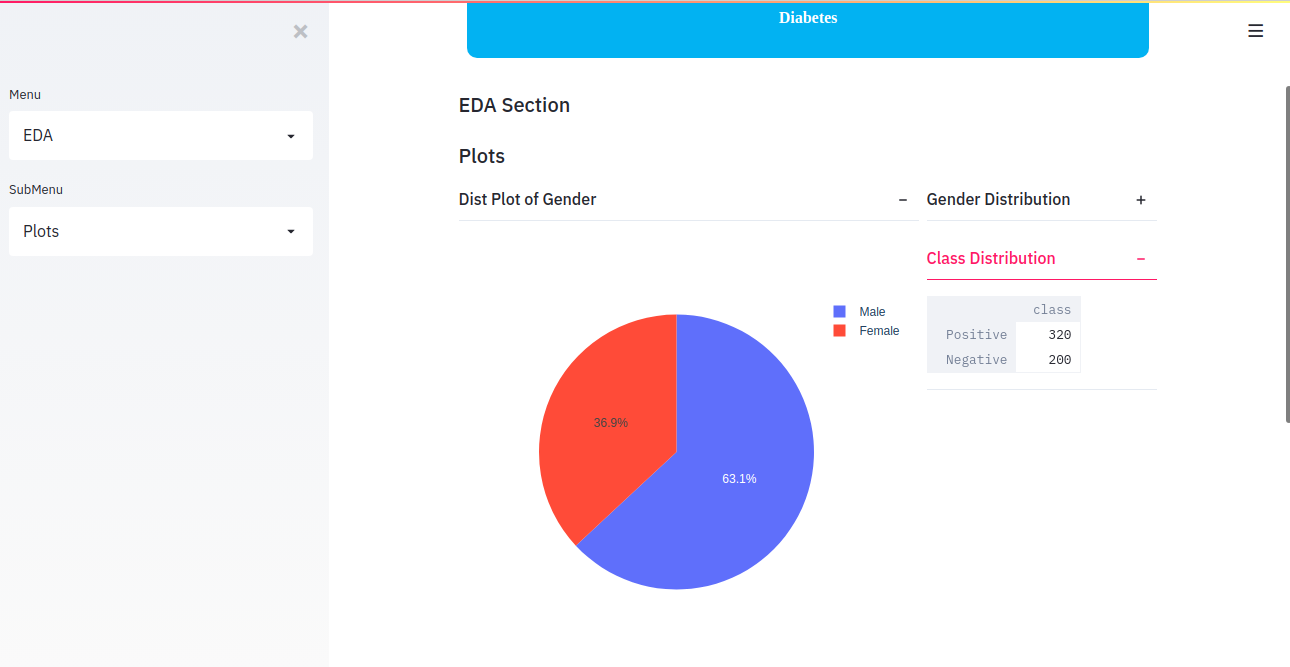 Menu
EDA
SubMenu
Plots
Diabetes
EDA Section
Plots
Dist Plot of Gender
Male
Female
36.9%
63.1%
Gender Distribution
Class Distribution
class
Positive 320
Negative 200